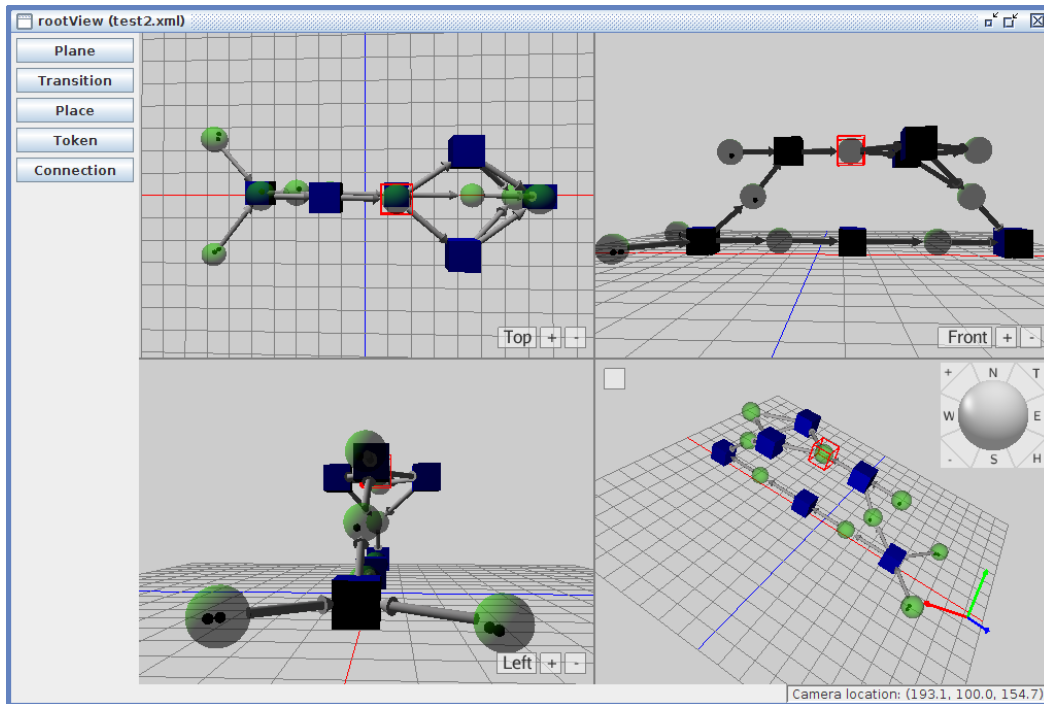 rootView (test2.xml)
Plane
Transition
Place
Token
Connection
Top + -
Front + -
Left + -
+ N T
W E
- S H
Camera location: (193.1, 100.0, 154.7)